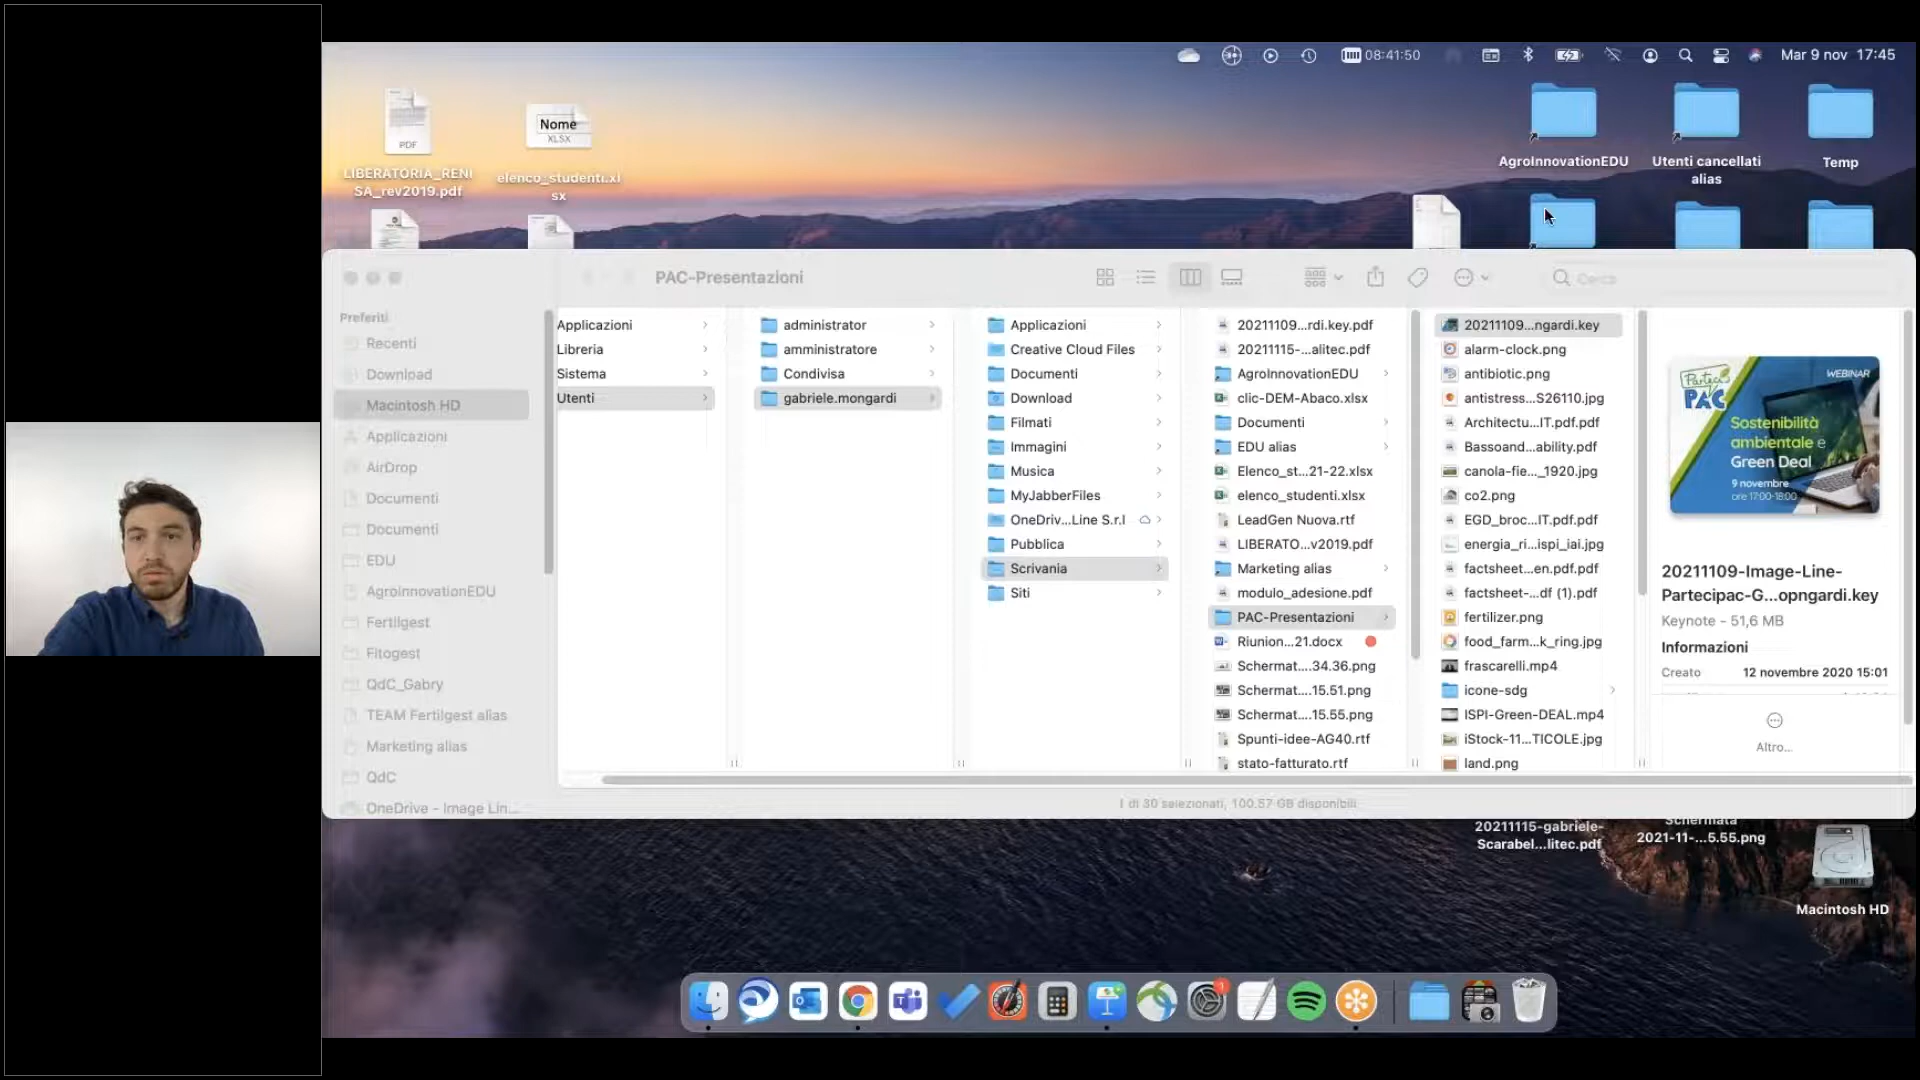 08:41:50
Mar 9 nov 17:45
PDF
LIBERATORIA_RENI
SA_rev2019.pdf
Nome
XLSX
elenco_studenti.xl
sx
AgroInnovationEDU
Utenti cancellati
alias
Temp
PAC-Presentazioni
Cerca
Preferiti
Recenti
Download
Macintosh HD
Applicazioni
AirDrop
Documenti
Documenti
EDU
AgroInnovationEDU
Fertilgest
Fitogest
QdC_Gabry
TEAM Fertilgest alias
Marketing alias
QdC
OneDrive - Image Lin...
Applicazioni
Libreria
Sistema
Utenti
administrator
amministratore
Condivisa
gabriele.mongardi
Applicazioni
Creative Cloud Files
Documenti
Download
Filmati
Immagini
Musica
MyJabberFiles
OneDriv...Line S.r.l
Pubblica
Scrivania
Siti
20211109...rdi.key.pdf
20211115-...alitec.pdf
AgroInnovationEDU
clic-DEM-Abaco.xlsx
Documenti
EDU alias
Elenco_st...21-22.xlsx
elenco_studenti.xlsx
LeadGen Nuova.rtf
LIBERATO...v2019.pdf
Marketing alias
modulo_adesione.pdf
PAC-Presentazioni
Riunion...21.docx
Schermat....34.36.png
Schermat....15.51.png
Schermat....15.55.png
Spunti-idee-AG40.rtf
stato-fatturato.rtf
20211109...ngardi.key
alarm-clock.png
antibiotic.png
antistress...S26110.jpg
Architectu...IT.pdf.pdf
Bassoand...ability.pdf
canola-fie..._1920.jpg
co2.png
EGD_broc...IT.pdf.pdf
energia_ri...ispi_iai.jpg
factsheet...en.pdf.pdf
factsheet-...df (1).pdf
fertilizer.png
food_farm...k_ring.jpg
frascarelli.mp4
icone-sdg
ISPI-Green-DEAL.mp4
iStock-11...TICOLE.jpg
land.png
Parteci
PAC
WEBINAR
Sostenibilità
ambientale e
Green Deal
9 novembre
ore 17:00-18:00
20211109-Image-Line-
Partecipac-G...opngardi.key
Keynote - 51,6 MB
Informazioni
Creato 12 novembre 2020 15:01
Altro...
1 di 30 selezionati, 100.57 GB disponibili
20211115-gabriele-
Scarabel...litec.pdf
Schermata
2021-11-...5.55.png
Macintosh HD
1